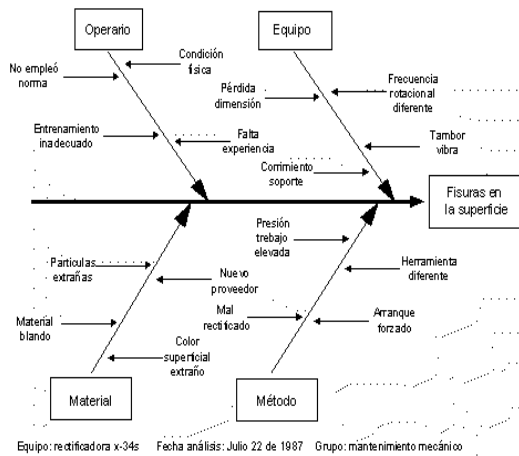 Operario
Equipo
Condición
física
No empleó
norma
Frecuencia
rotacional
diferente
Pérdida
dimensión
Entrenamiento
inadecuado
Falta
experiencia
Tambor
vibra
Corrimiento
soporte
Fisuras en
la superficie
Presión
trabajo
elevada
Particulas
extrañas
Nuevo
proveedor
Herramienta
diferente
Mal
rectificado
Material
blando
Arranque
forzado
Color
superficial
extraño
Material
Método
Equipo: rectificadora x-34s Fecha análisis: Julio 22 de 1987 Grupo: mantenimiento mecánico